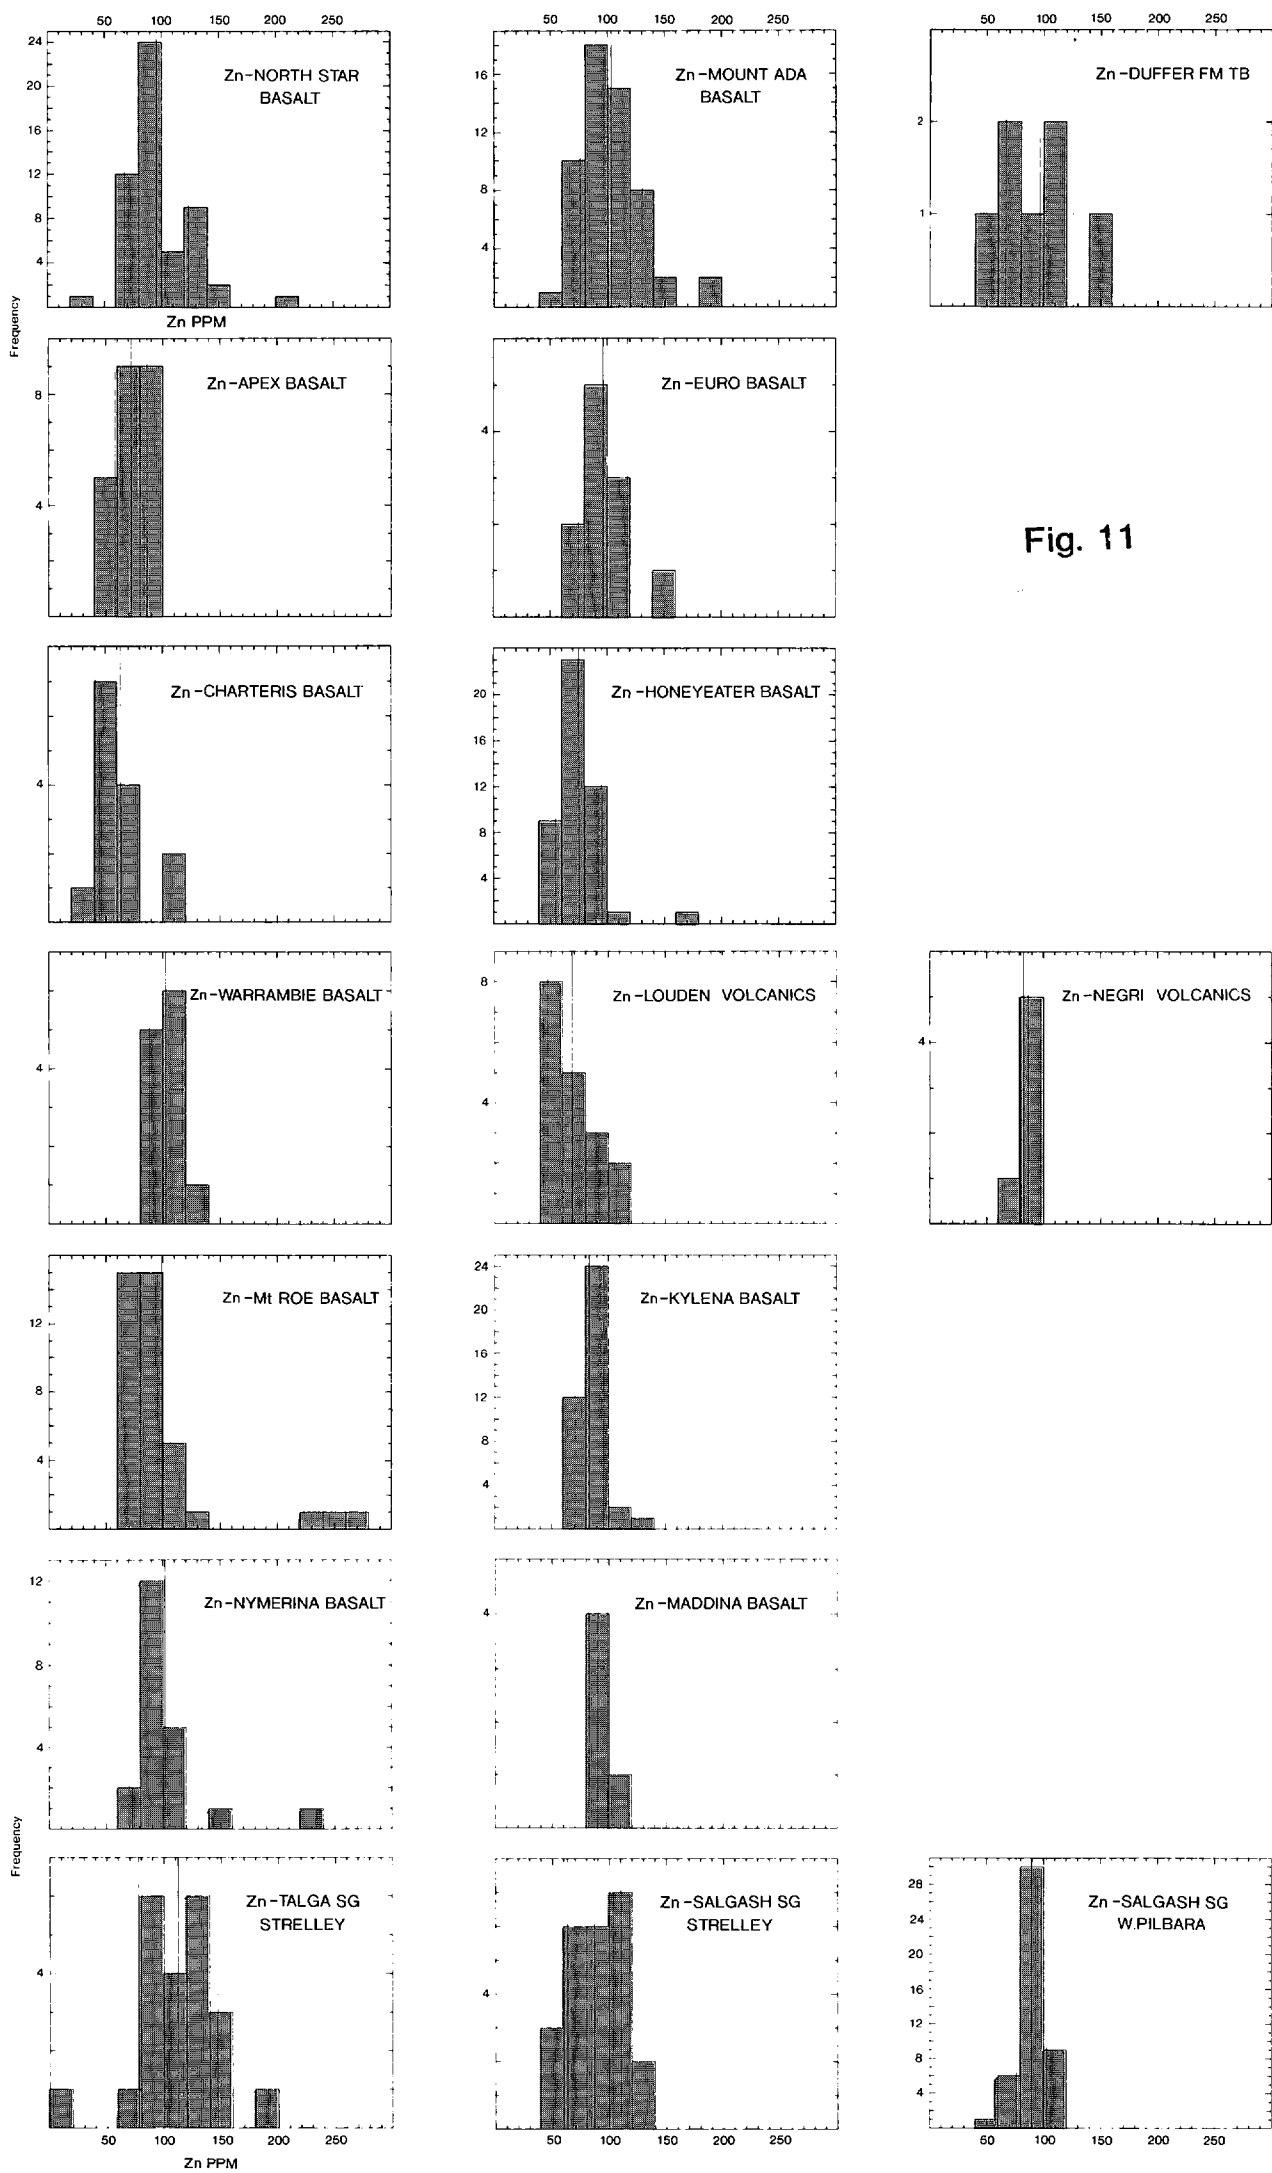 50 100 150 200 250
50 100 150 200 250
50 100 150 200 250
Zn-NORTH STAR
BASALT
24
20
16
12
8
4
Zn-MOUNT ADA
BASALT
16
12
8
4
Zn-DUFFER FM TB
2
1
Frequency
Zn PPM
Zn-APEX BASALT
8
4
Zn-EURO BASALT
4
Fig. 11
Zn-CHARTERIS BASALT
4
Zn-HONEYEATER BASALT
20
16
12
8
4
Zn-WARRAMBIE BASALT
4
Zn-LOUDEN VOLCANICS
8
4
Zn-NEGRI VOLCANICS
4
Zn-Mt ROE BASALT
12
8
4
Zn-KYLENA BASALT
24
20
16
12
8
4
Zn-NYMERINA BASALT
12
8
4
Zn-MADDINA BASALT
4
Frequency
Zn-TALGA SG
STRELLEY
4
Zn-SALGASH SG
STRELLEY
4
Zn-SALGASH SG
W.PILBARA
28
24
20
16
12
8
4
50 100 150 200 250
50 100 150 200 250
50 100 150 200 250
Zn PPM